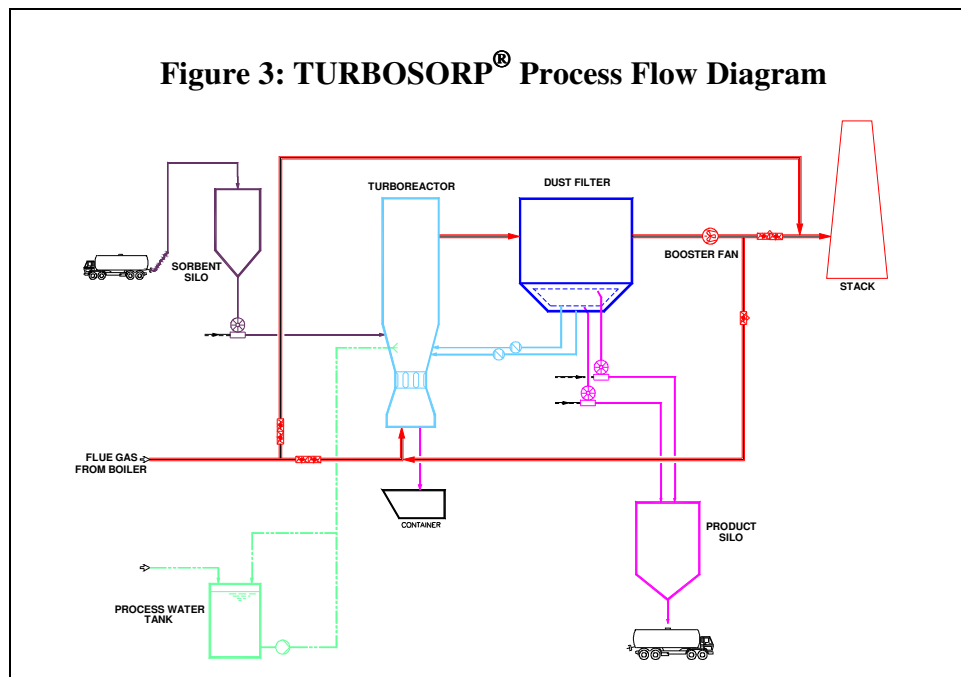 Figure 3: TURBOSORP® Process Flow Diagram
TURBOREACTOR
DUST FILTER
STACK
BOOSTER FAN
SORBENT
SILO
FLUE GAS
FROM BOILER
CONTAINER
PRODUCT
SILO
PROCESS WATER
TANK